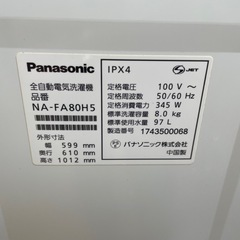 Panasonic
全自動電気洗濯機
品番
NA-FA80H5
外形寸法
幅 599 mm
奥行 610 mm
高さ 1012 mm
IPX4
JET
定格電圧 100 V～
定格周波数 50/60 Hz
定格消費電力 345 W
標準洗濯容量 8.0 kg
標準使用水量 97 L
製造番号 1743500068
パナソニック株式会社
中国製